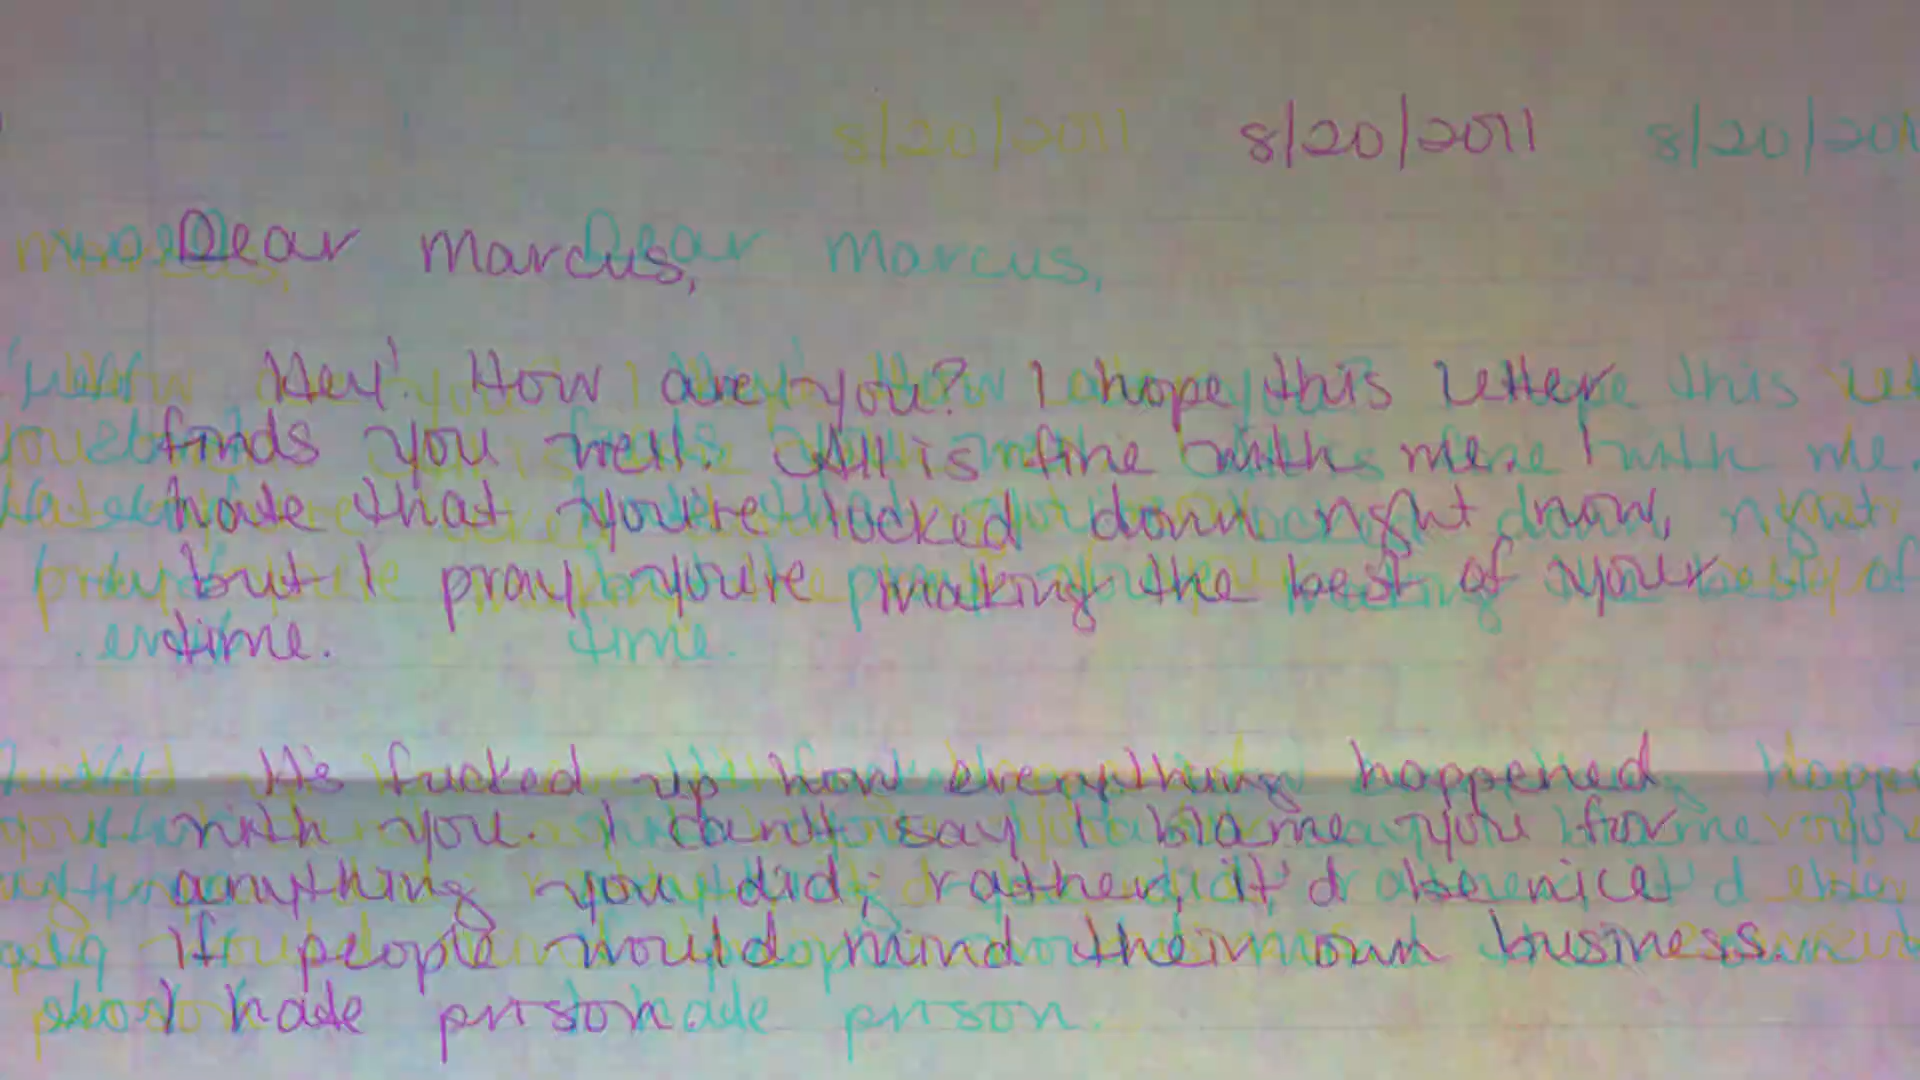 8/20/2011
Dear Marcus,
Hey! How are you? I hope this letter
finds you well. All is fine with me. I
hate that you're locked down right now,
but I pray you're making the best of your
time.
It's fucked up how everything happened
with you. I can't say I blame you for
anything you did; rather, it'd be nice
if people would mind their own business.
I hate prison.